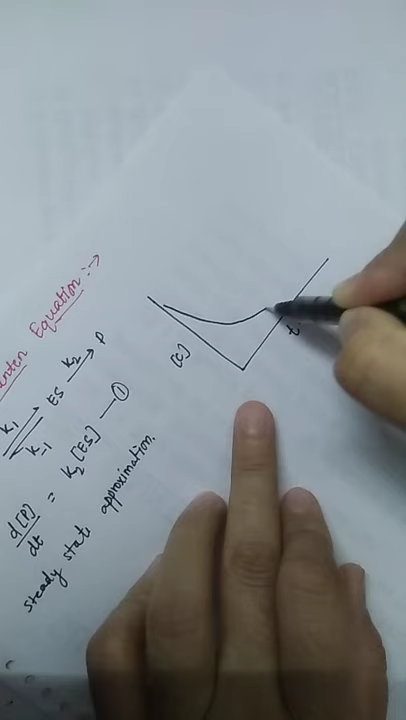 Equation :→
k₁ ES k₂ P
k₋₁
d[P]/dt = k₂ [ES] — ①
steady state approximation.
[C]
t